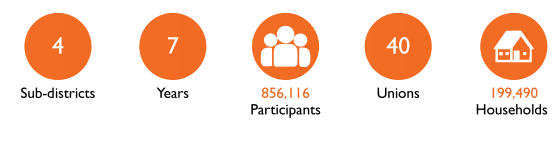 4
Sub-districts
7
Years
856,116
Participants
40
Unions
199,490
Households